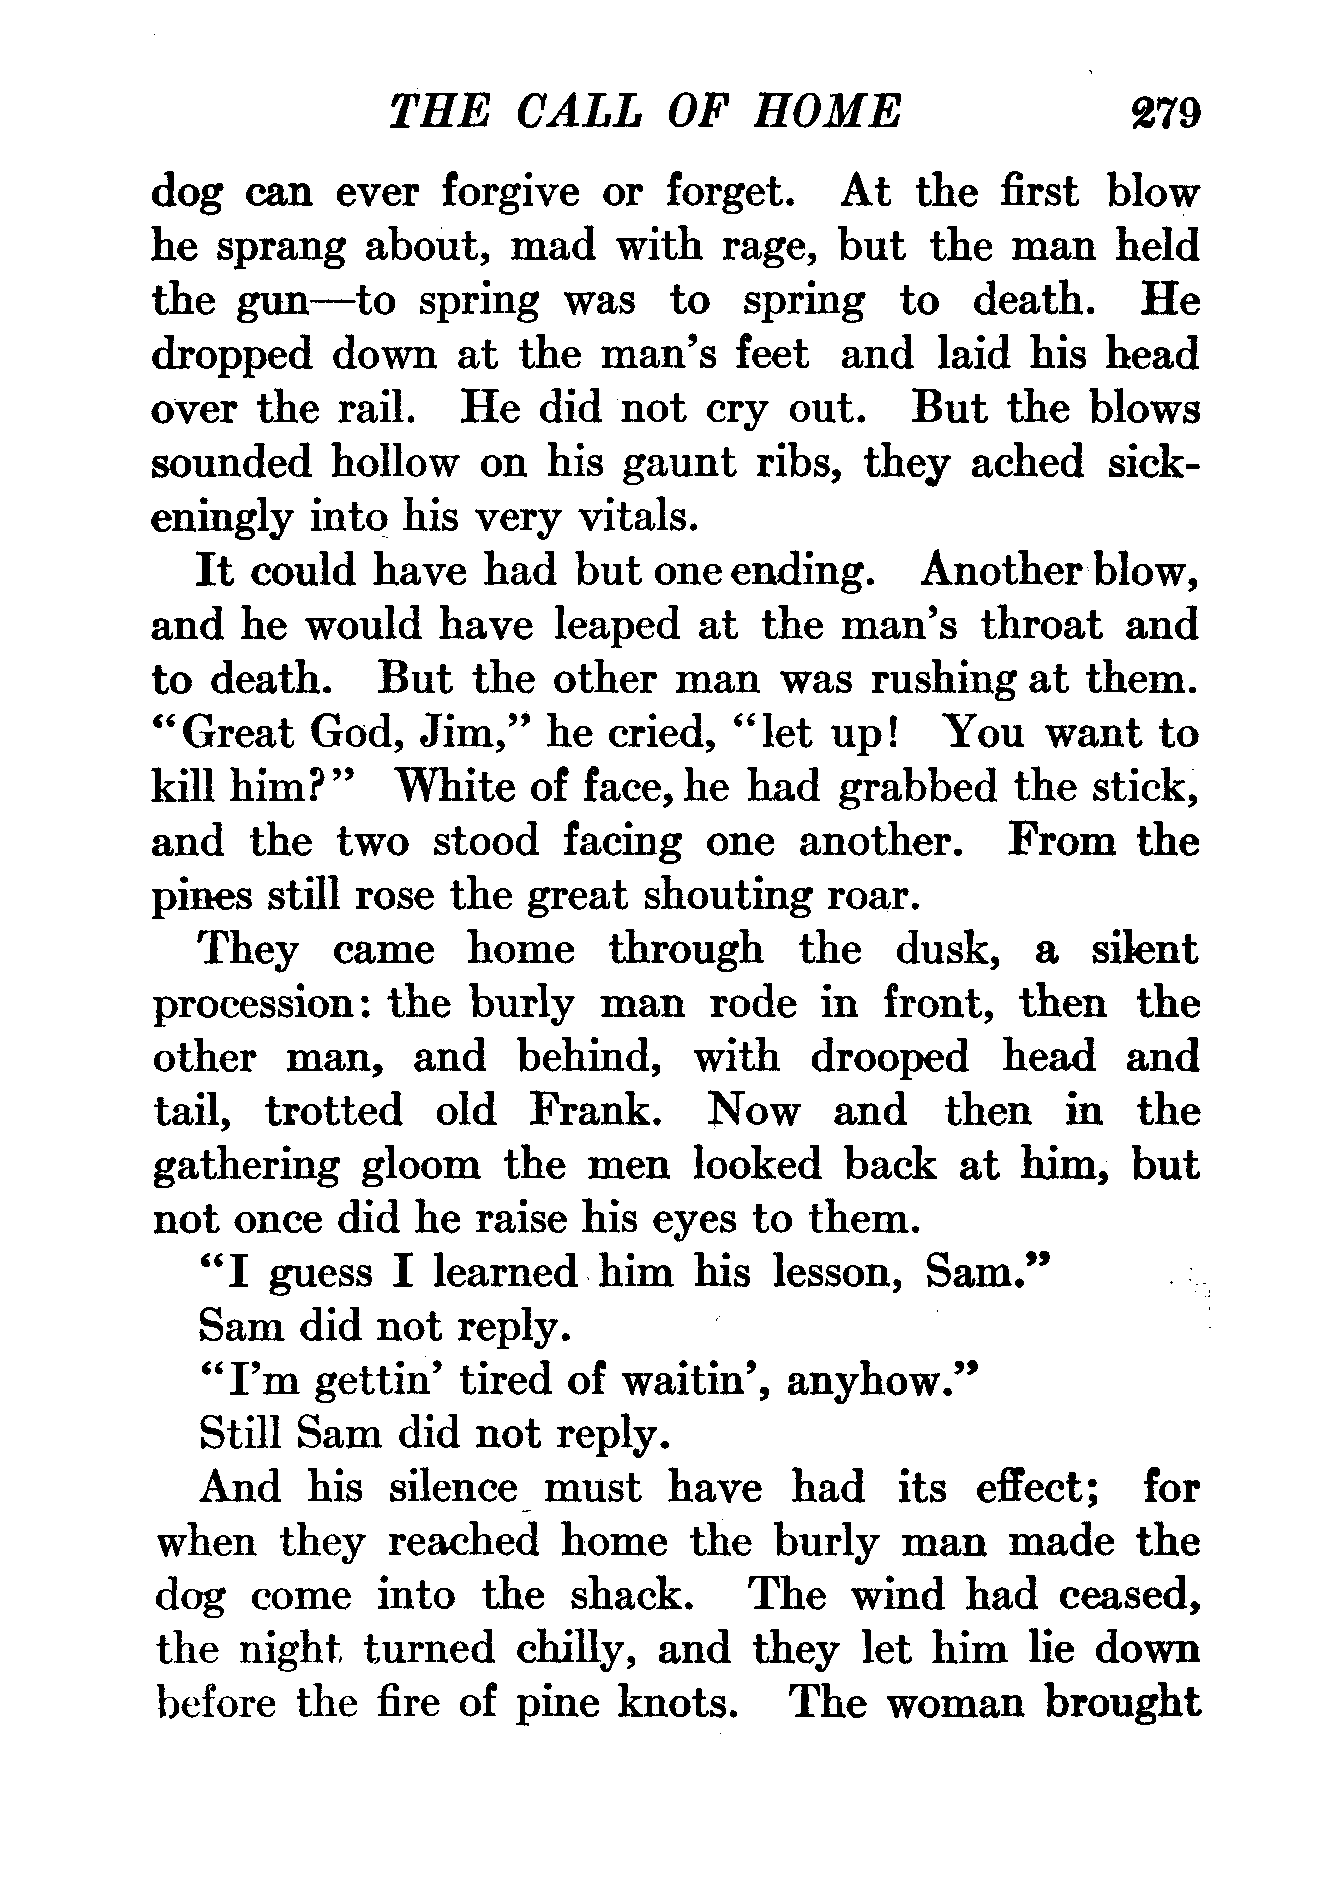 THE CALL OF HOME 279
dog can ever forgive or forget. At the first blow
he sprang about, mad with rage, but the man held
the gun—to spring was to spring to death. He
dropped down at the man's feet and laid his head
over the rail. He did not cry out. But the blows
sounded hollow on his gaunt ribs, they ached sick-
eningly into his very vitals.
It could have had but one ending. Another blow,
and he would have leaped at the man's throat and
to death. But the other man was rushing at them.
“Great God, Jim,” he cried, “let up! You want to
kill him?” White of face, he had grabbed the stick,
and the two stood facing one another. From the
pines still rose the great shouting roar.
They came home through the dusk, a silent
procession: the burly man rode in front, then the
other man, and behind, with drooped head and
tail, trotted old Frank. Now and then in the
gathering gloom the men looked back at him, but
not once did he raise his eyes to them.
“I guess I learned him his lesson, Sam.”
Sam did not reply.
“I'm gettin' tired of waitin', anyhow.”
Still Sam did not reply.
And his silence must have had its effect; for
when they reached home the burly man made the
dog come into the shack. The wind had ceased,
the night turned chilly, and they let him lie down
before the fire of pine knots. The woman brought